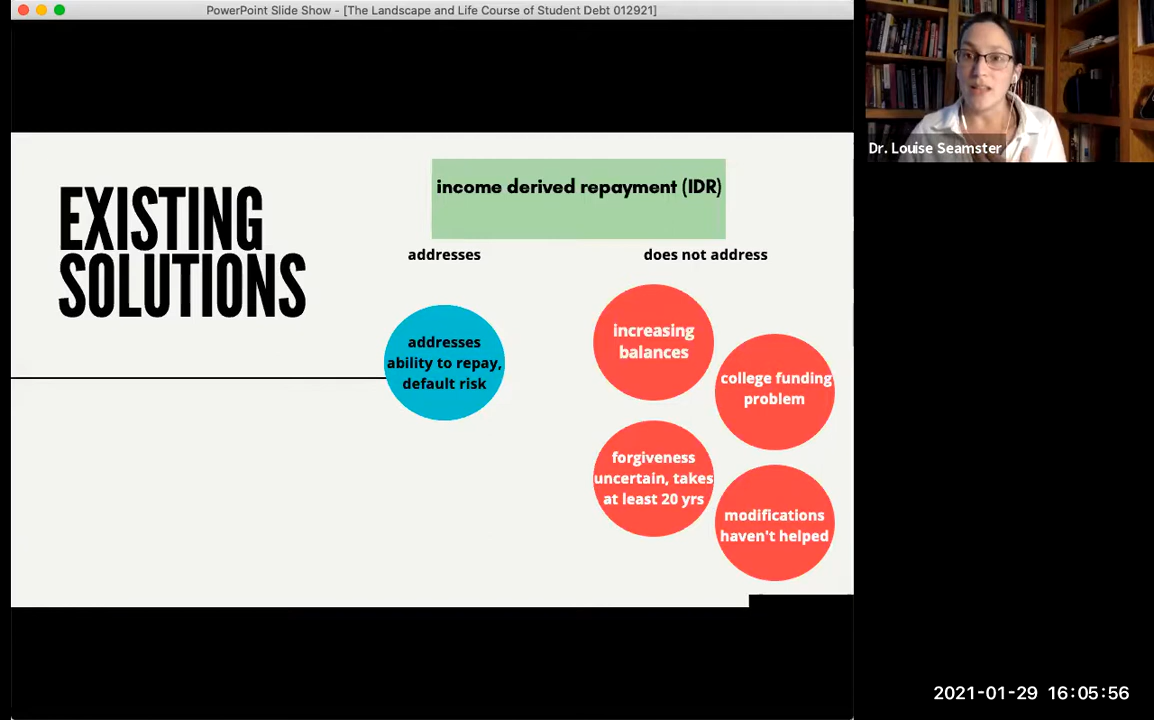 PowerPoint Slide Show - [The Landscape and Life Course of Student Debt 012921]
EXISTING
SOLUTIONS
income derived repayment (IDR)
addresses
does not address
addresses
ability to repay,
default risk
increasing
balances
college funding
problem
forgiveness
uncertain, takes
at least 20 yrs
modifications
haven't helped
Dr. Louise Seamster
2021-01-29 16:05:56